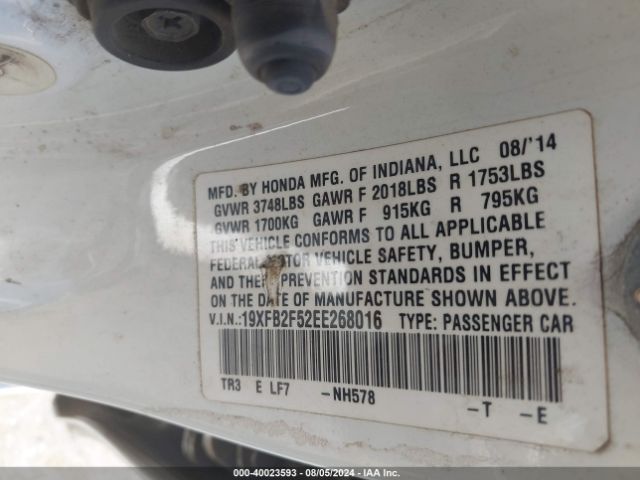 MFD. BY HONDA MFG. OF INDIANA, LLC 08/'14
GVWR 3748LBS GAWR F 2018LBS R 1753LBS
GVWR 1700KG GAWR F 915KG R 795KG
THIS VEHICLE CONFORMS TO ALL APPLICABLE
FEDERAL MOTOR VEHICLE SAFETY, BUMPER,
AND THEFT PREVENTION STANDARDS IN EFFECT
ON THE DATE OF MANUFACTURE SHOWN ABOVE.
V.I.N.:19XFB2F52EE268016 TYPE: PASSENGER CAR
TR3 E LF7 -NH578 -T -E
000-40023593 - 08/05/2024 - IAA Inc.